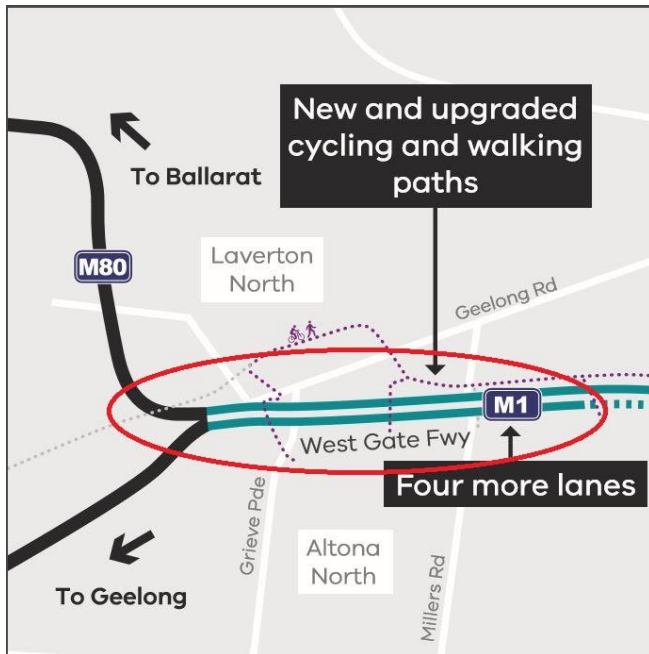 New and upgraded
cycling and walking
paths
To Ballarat
M80
Laverton
North
Geelong Rd
M1
West Gate Fwy
Four more lanes
Grieve Pde
To Geelong
Altona
North
Millers Rd